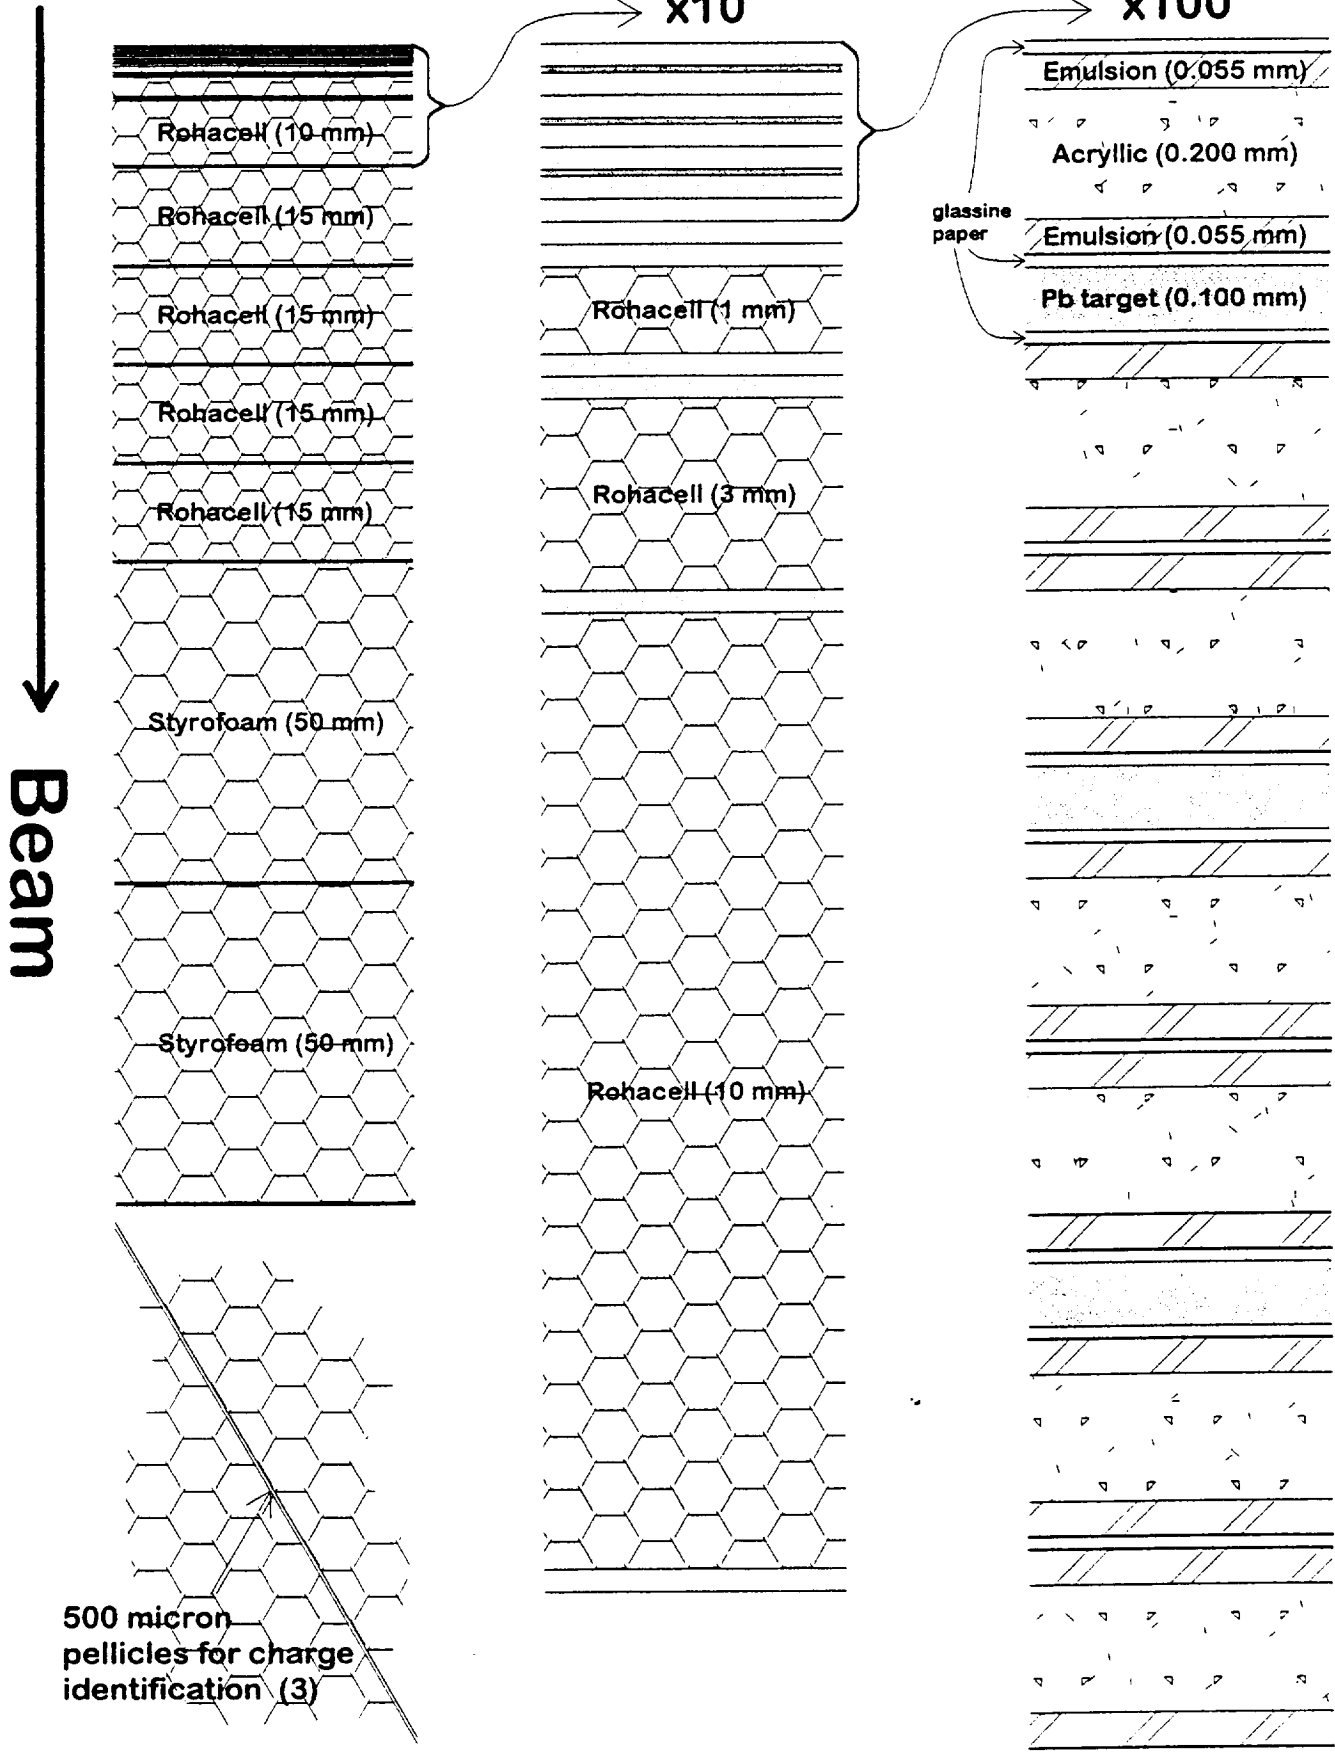 x10
x100
Rohacell (10 mm)
Rohacell (15 mm)
Rohacell (15 mm)
Rohacell (15 mm)
Rohacell (15 mm)
Styrofoam (50 mm)
Styrofoam (50 mm)
Beam
500 micron
pellicles for charge
identification (3)
Rohacell (1 mm)
Rohacell (3 mm)
Rohacell (10 mm)
Emulsion (0.055 mm)
Acryllic (0.200 mm)
glassine
paper
Emulsion (0.055 mm)
Pb target (0.100 mm)